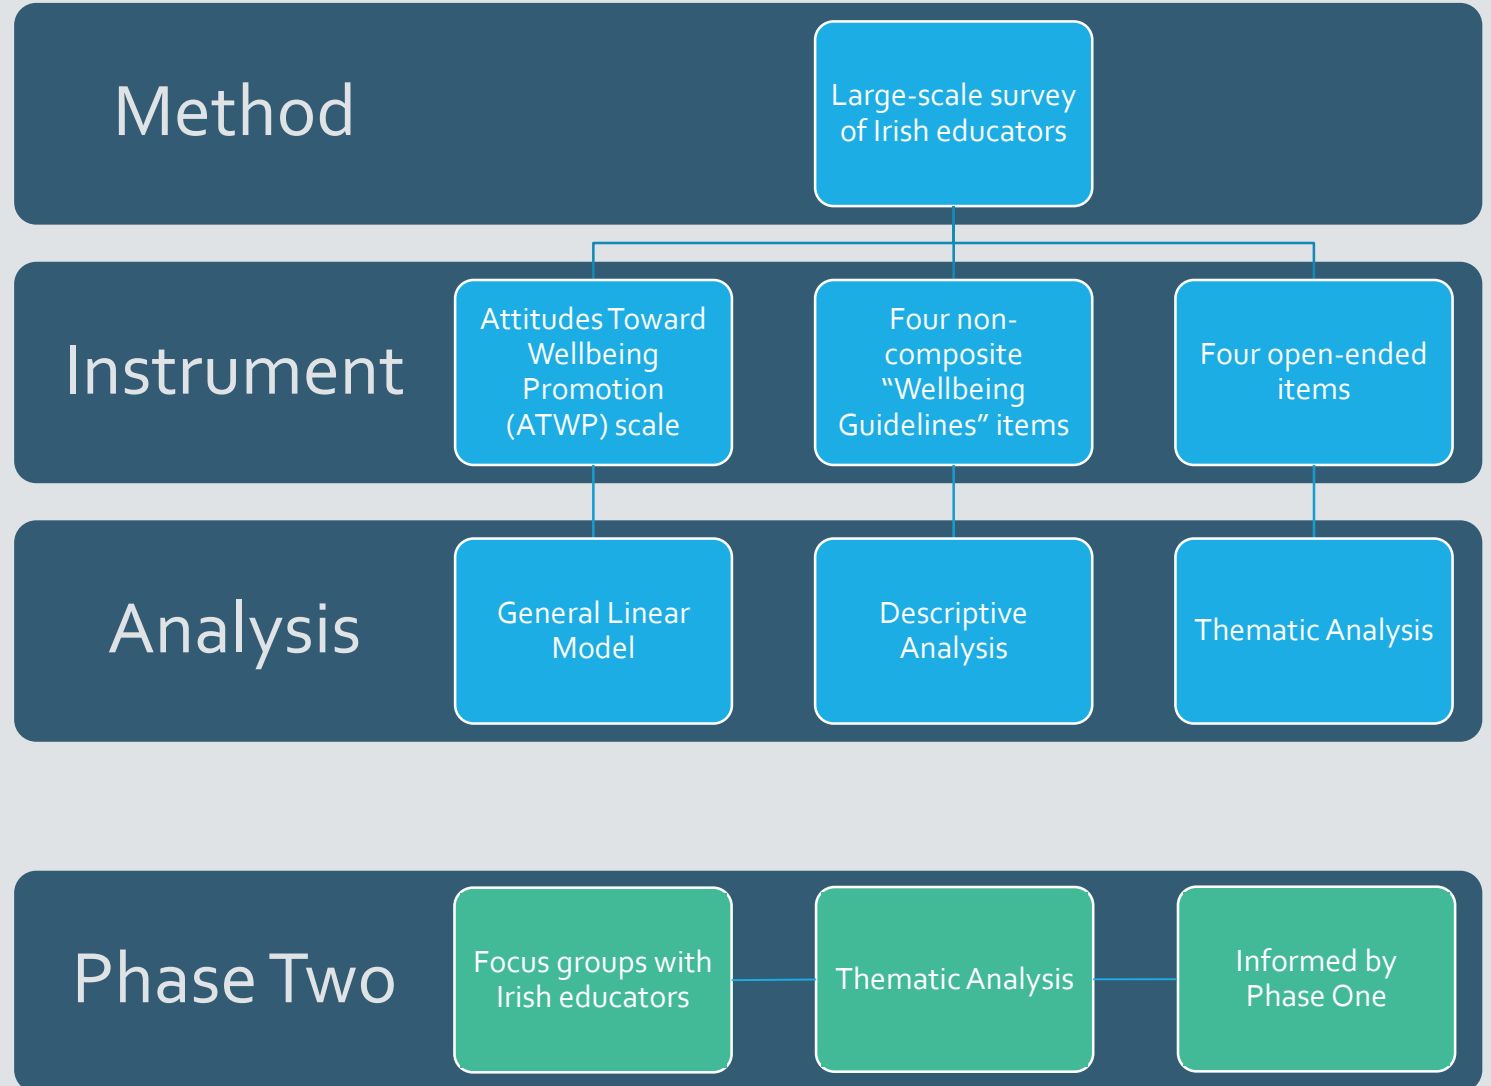 Method
Large-scale survey
of Irish educators
Instrument
Attitudes Toward
Wellbeing
Promotion
(ATWP) scale
Four non-
composite
“Wellbeing
Guidelines” items
Four open-ended
items
Analysis
General Linear
Model
Descriptive
Analysis
Thematic Analysis
Phase Two
Focus groups with
Irish educators
Thematic Analysis
Informed by
Phase One